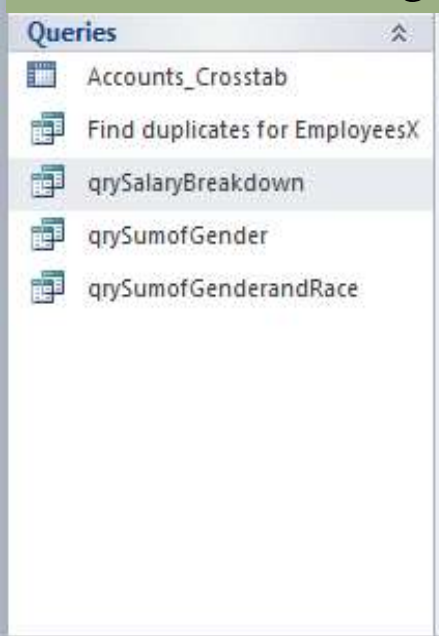 Queries
Accounts_Crosstab
Find duplicates for EmployeesX
qrySalaryBreakdown
qrySumofGender
qrySumofGenderandRace